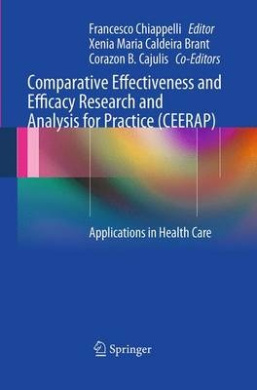 Francesco Chiappelli Editor
Xenia Maria Caldeira Brant
Corazon B. Cajulis Co-Editors
Comparative Effectiveness and
Efficacy Research and
Analysis for Practice (CEERAP)
Applications in Health Care
Springer